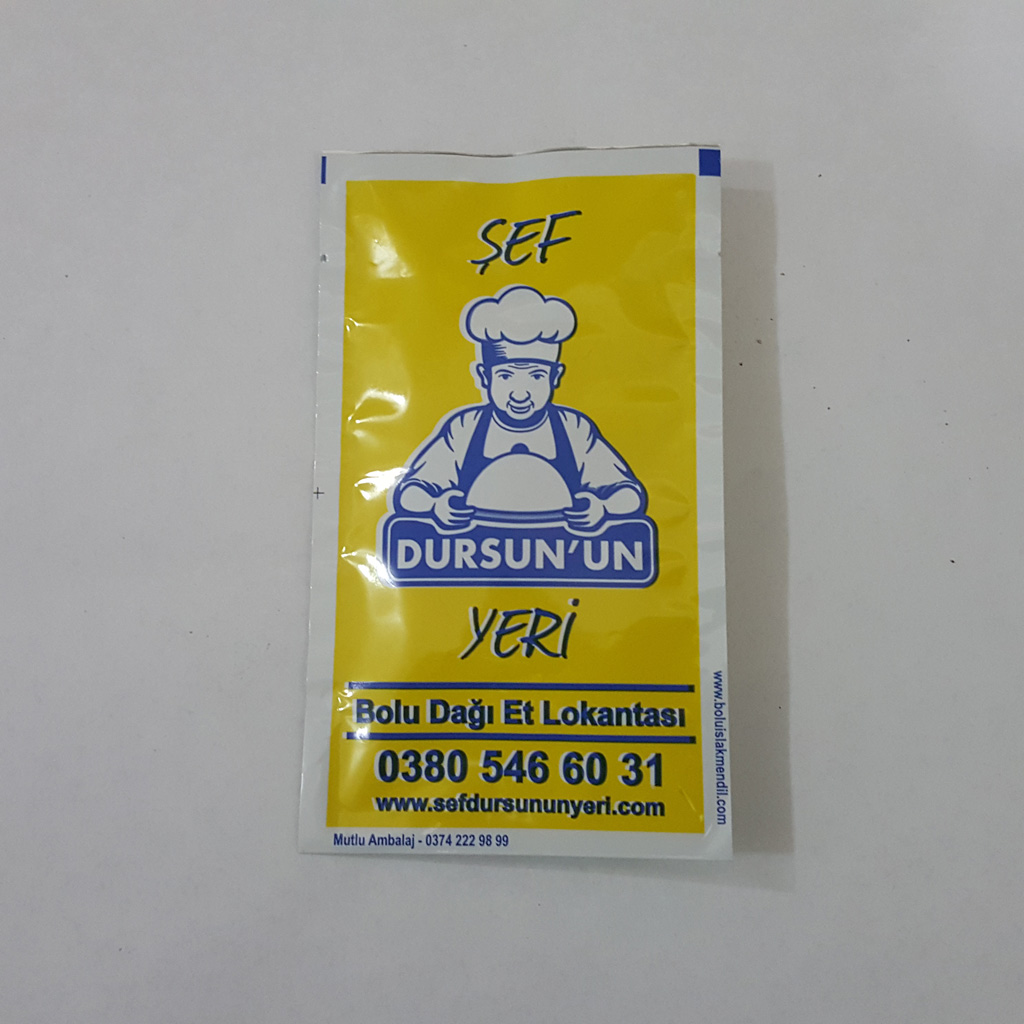 ŞEF
DURSUN'UN
YERİ
Bolu Dağı Et Lokantası
0380 546 60 31
www.sefdursununyeri.com
Mutlu Ambalaj - 0374 222 98 99
www.boluislakmendil.com